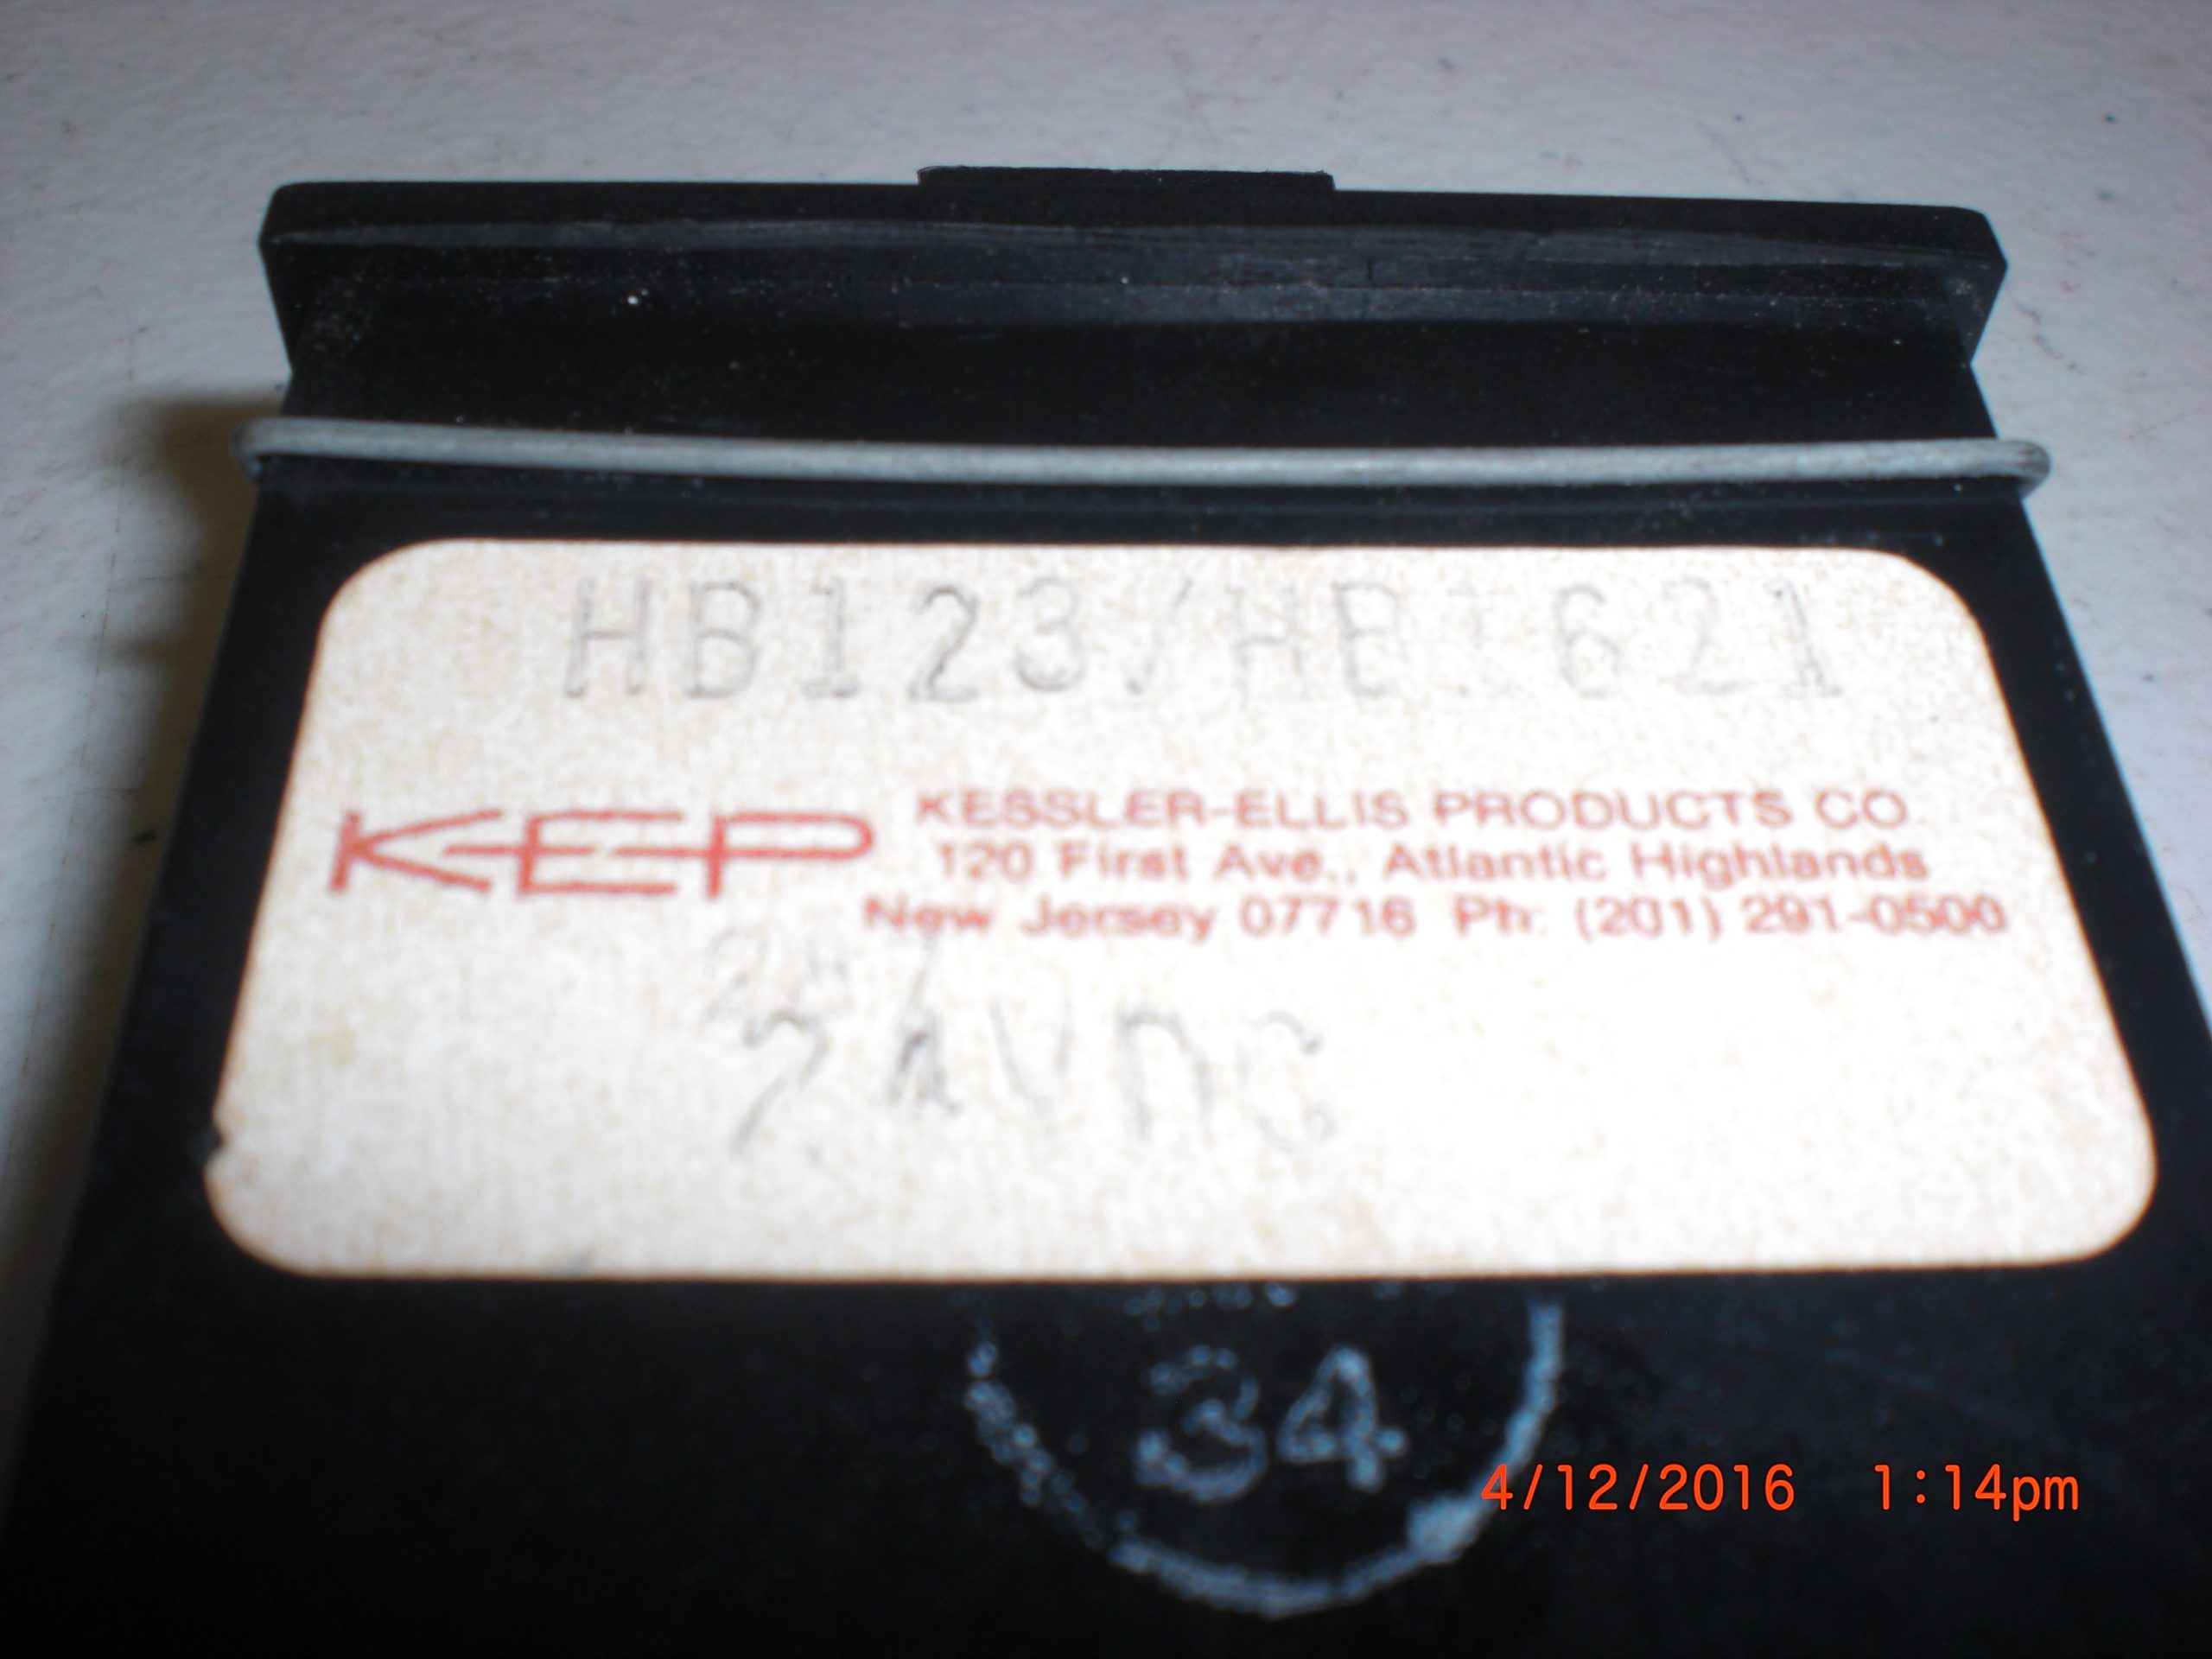 HB123/HB1621
KEP
KESSLER-ELLIS PRODUCTS CO.
120 First Ave., Atlantic Highlands
New Jersey 07716 Ph: (201) 291-0500
24VDC
34
4/12/2016 1:14pm